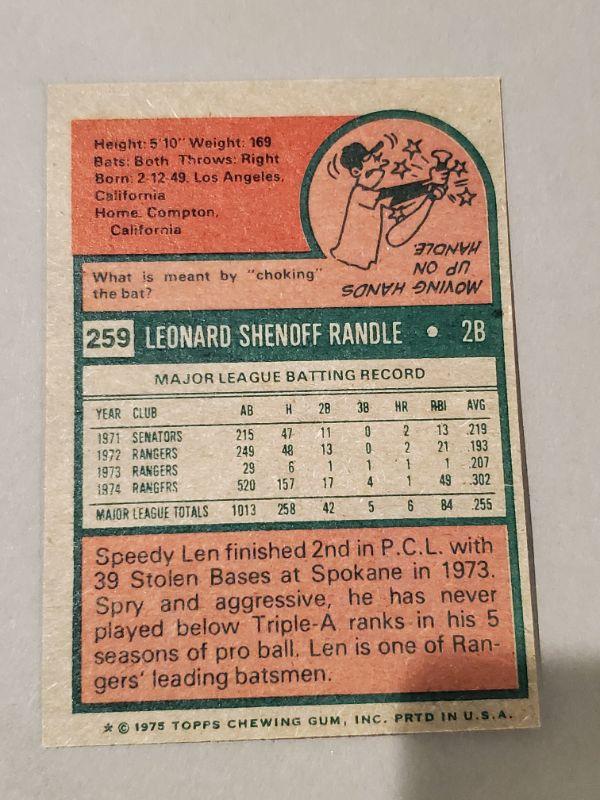 Height: 5'10" Weight: 169
Bats: Both Throws: Right
Born: 2-12-49, Los Angeles,
California
Home: Compton,
California
What is meant by "choking"
the bat?
MOVING HANDS
UP ON
HANDLE.
259 LEONARD SHENOFF RANDLE • 2B
MAJOR LEAGUE BATTING RECORD
YEAR CLUB AB H 2B 3B HR RBI AVG
1971 SENATORS 215 47 11 0 2 13 .219
1972 RANGERS 249 48 13 0 2 21 .193
1973 RANGERS 29 6 1 1 1 1 .207
1974 RANGERS 520 157 17 4 1 49 .302
MAJOR LEAGUE TOTALS 1013 258 42 5 6 84 .255
Speedy Len finished 2nd in P.C.L. with
39 Stolen Bases at Spokane in 1973.
Spry and aggressive, he has never
played below Triple-A ranks in his 5
seasons of pro ball. Len is one of Ran-
gers' leading batsmen.
* © 1975 TOPPS CHEWING GUM, INC. PRTD IN U.S.A.